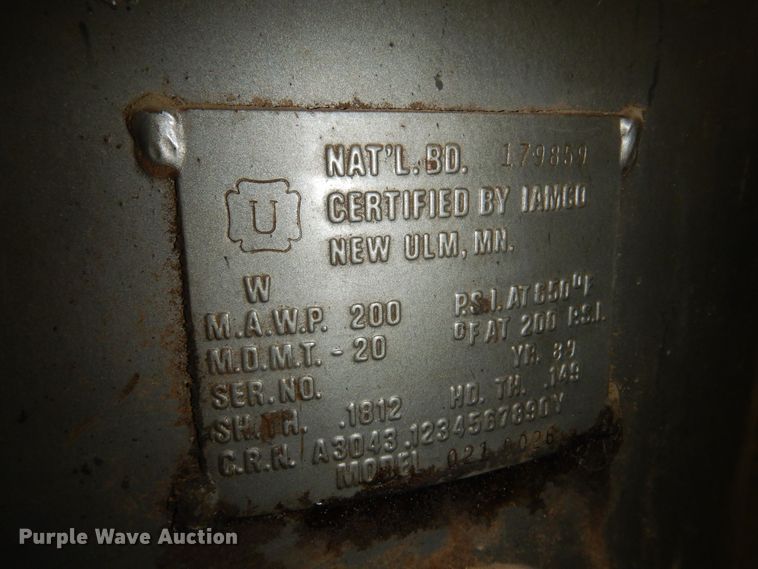 NAT'L. BD. 179859
U
CERTIFIED BY IAMCO
NEW ULM, MN.
W
M.A.W.P. 200 P.S.I. AT 650°F
M.D.M.T. -20 °F AT 200 P.S.I.
SER. NO. YR.
SH. TH. .1812 HD. TH. .149
C.R.N. A3043.1234567890Y
MODEL
Purple Wave Auction